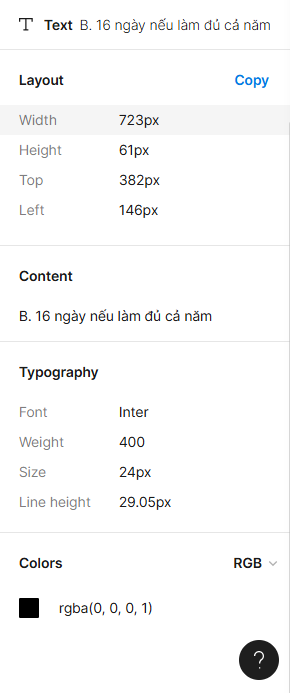 Text B. 16 ngày nếu làm đủ cả năm
Layout Copy
Width 723px
Height 61px
Top 382px
Left 146px
Content
B. 16 ngày nếu làm đủ cả năm
Typography
Font Inter
Weight 400
Size 24px
Line height 29.05px
Colors RGB
rgba(0, 0, 0, 1)
?